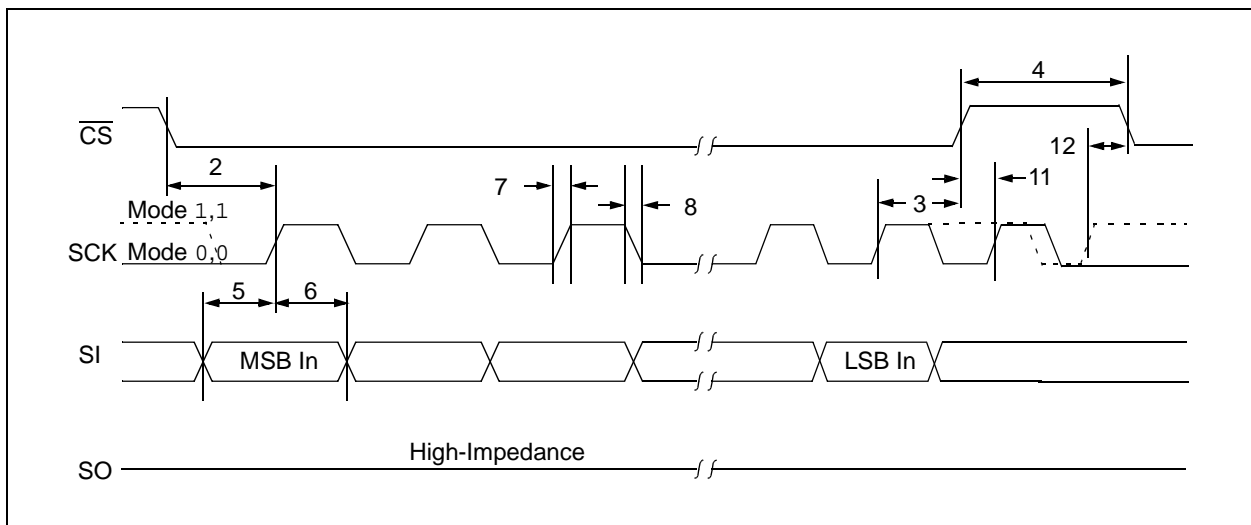 4
CS
12
2
7
11
Mode 1,1
8
3
SCK Mode 0,0
5 6
SI MSB In LSB In
High-Impedance
SO